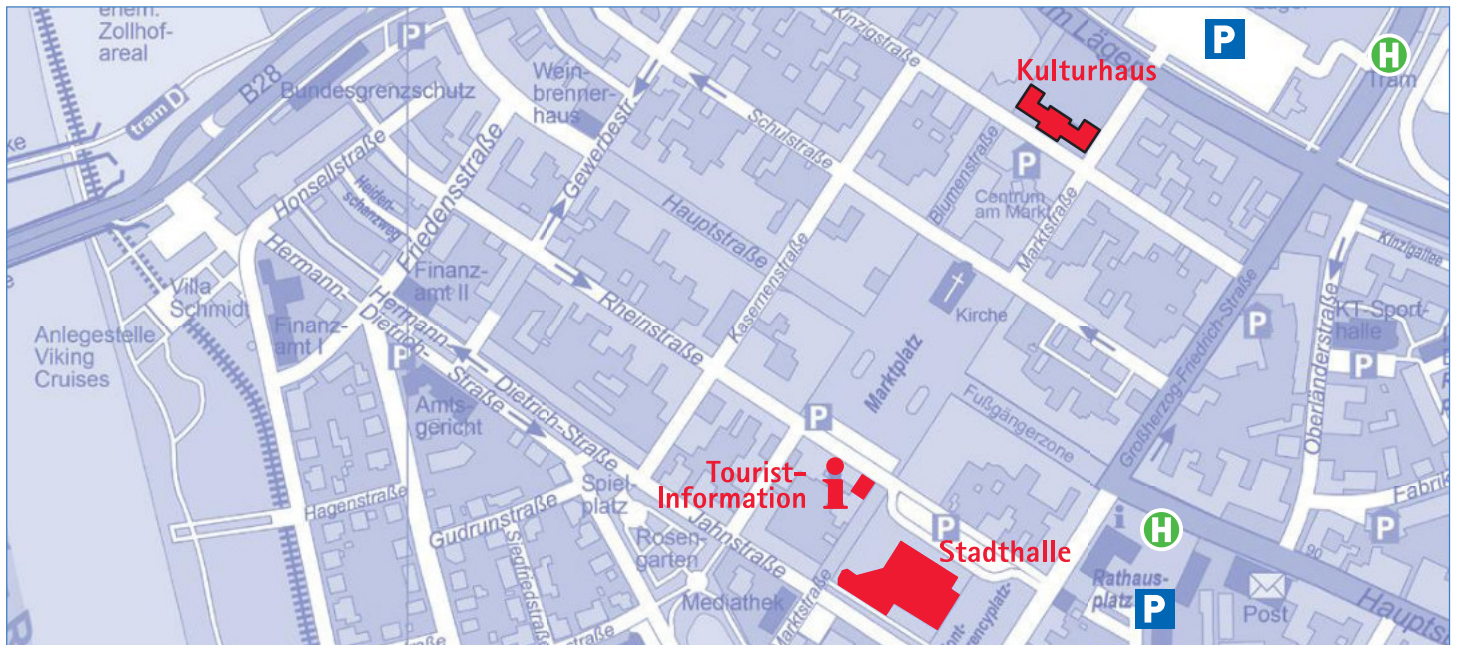 ehem.
Zollhof-
areal
P
Kinzigstraße
P
H
Tram
B28
Bundesgrenzschutz
Wein-
brenner-
haus
Kulturhaus
tram D
Gewerbestr.
Schulstraße
Honsellstraße
Heiden-
schanzweg
Friedensstraße
Hauptstraße
Blumenstraße
P
Centrum
am Markt
Marktstraße
Kinzigallee
Hermann-
Dietrich-
Straße
Hermann-
Dietrich-Straße
Finanz-
amt II
Rheinstraße
Kasernenstraße
Kirche
Großherzog-Friedrich-Straße
Oberländerstraße
KT-Sport-
halle
P
P
Villa
Schmidt
Finanz-
amt I
Anlegestelle
Viking
Cruises
P
Amts-
gericht
Marktplatz
Fußgängerzone
P
Tourist-
Information
i
Spiel-
platz
Hagenstraße
Gudrunstraße
Siegfriedstraße
Jahnstraße
Rosen-
garten
P
Stadthalle
i
H
P
Mediathek
Marktstraße
Rathaus-
platz
P
Post